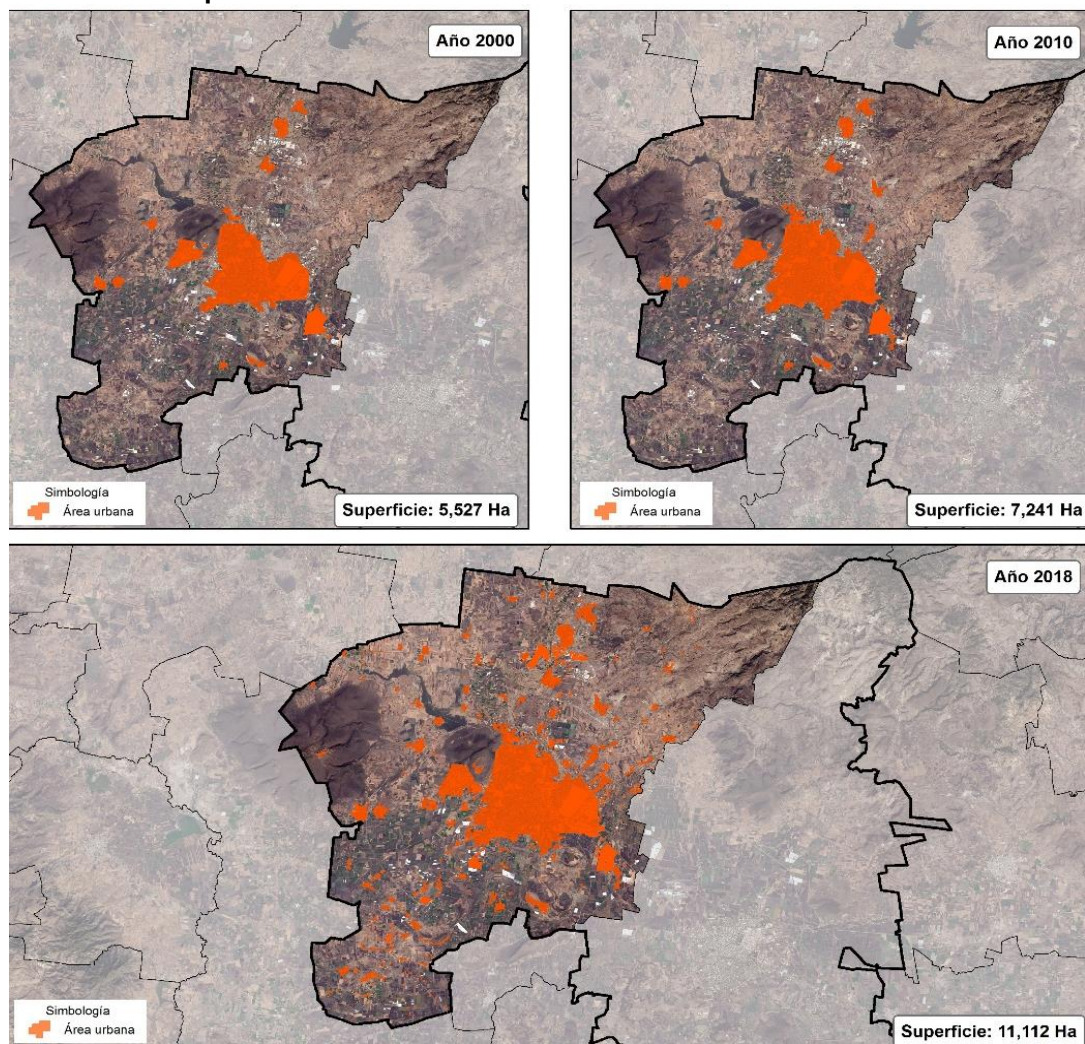 Año 2000
Simbología
Área urbana
Superficie: 5,527 Ha
Año 2010
Simbología
Área urbana
Superficie: 7,241 Ha
Año 2018
Simbología
Área urbana
Superficie: 11,112 Ha